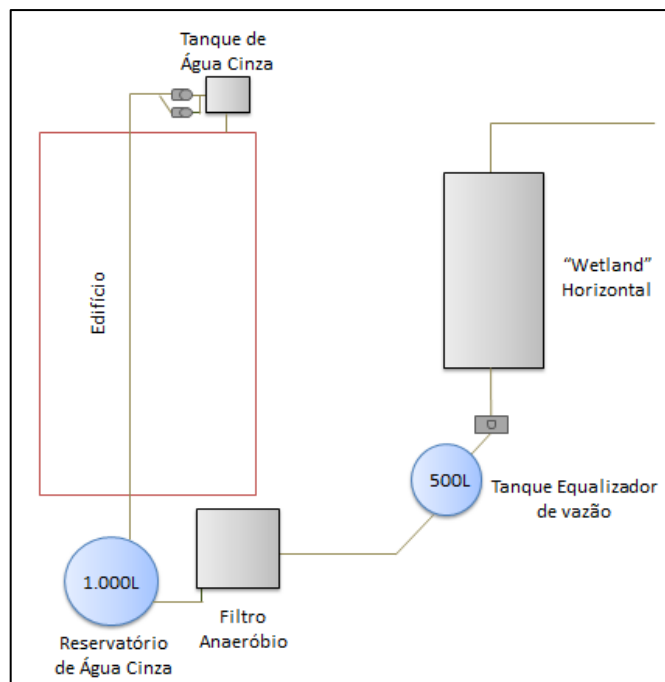 Tanque de
Água Cinza
Edifício
"Wetland"
Horizontal
500L
Tanque Equalizador
de vazão
1.000L
Filtro
Anaeróbio
Reservatório
de Água Cinza